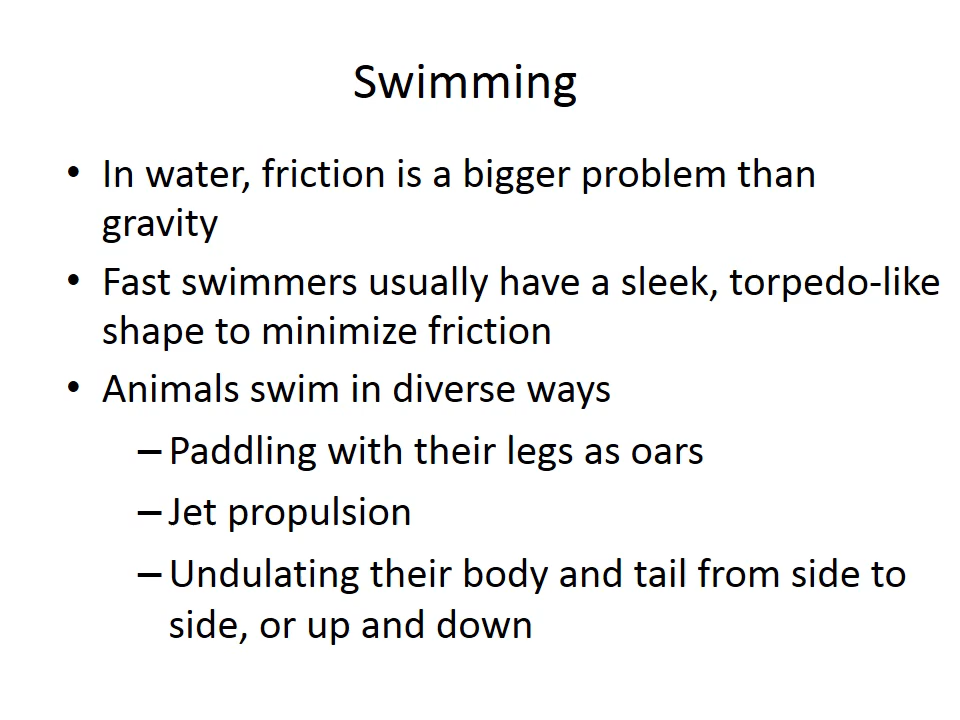 Swimming
• In water, friction is a bigger problem than
gravity
• Fast swimmers usually have a sleek, torpedo-like
shape to minimize friction
• Animals swim in diverse ways
– Paddling with their legs as oars
– Jet propulsion
– Undulating their body and tail from side to
side, or up and down